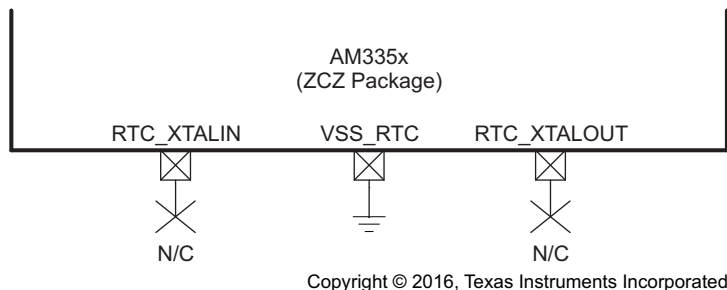 AM335x
(ZCZ Package)
RTC_XTALIN VSS_RTC RTC_XTALOUT
N/C N/C
Copyright © 2016, Texas Instruments Incorporated